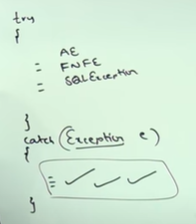 try
{
AE
FNFE
SQLException
}
catch (Exception e)
{
}